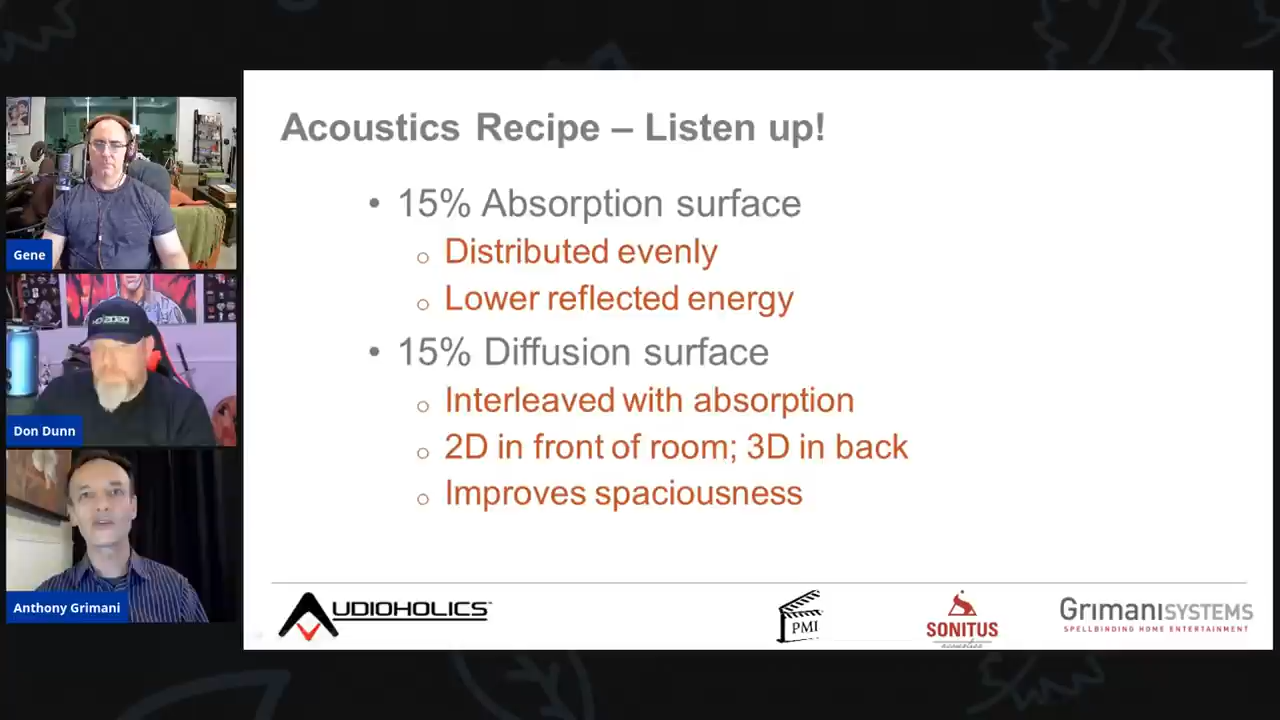 Acoustics Recipe – Listen up!
• 15% Absorption surface
o Distributed evenly
o Lower reflected energy
• 15% Diffusion surface
o Interleaved with absorption
o 2D in front of room; 3D in back
o Improves spaciousness
Gene
Don Dunn
Anthony Grimani
AUDIOHOLICS
PMI
SONITUS
acoustics
GRIMANISYSTEMS
SPELLBINDING HOME ENTERTAINMENT